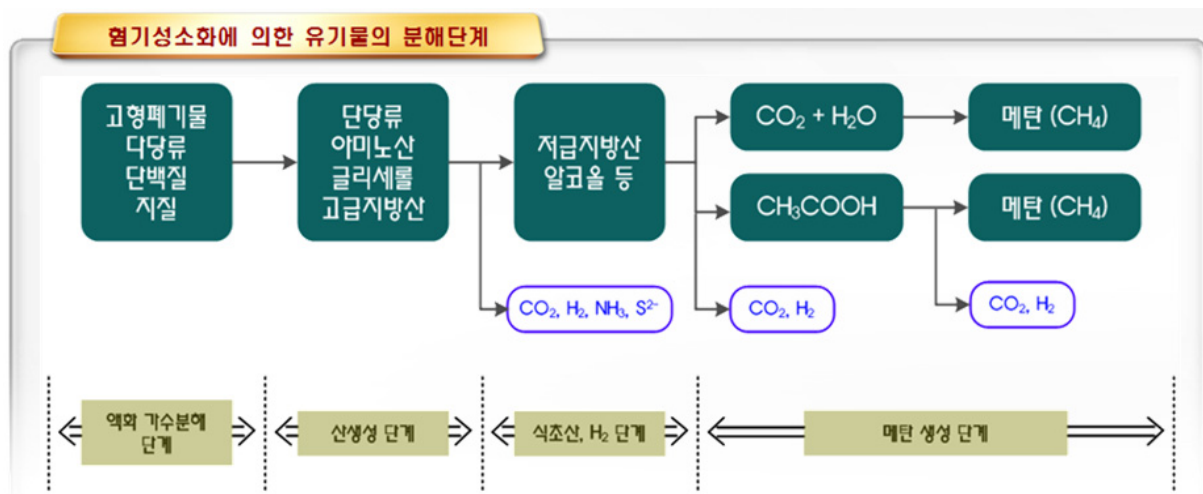 혐기성소화에 의한 유기물의 분해단계
고형폐기물
다당류
단백질
지질
단당류
아미노산
글리세롤
고급지방산
저급지방산
알코올 등
CO₂ + H₂O
메탄 (CH₄)
CH₃COOH
메탄 (CH₄)
CO₂, H₂, NH₃, S²⁻
CO₂, H₂
CO₂, H₂
액화 가수분해
단계
산생성 단계
식초산, H₂ 단계
메탄 생성 단계